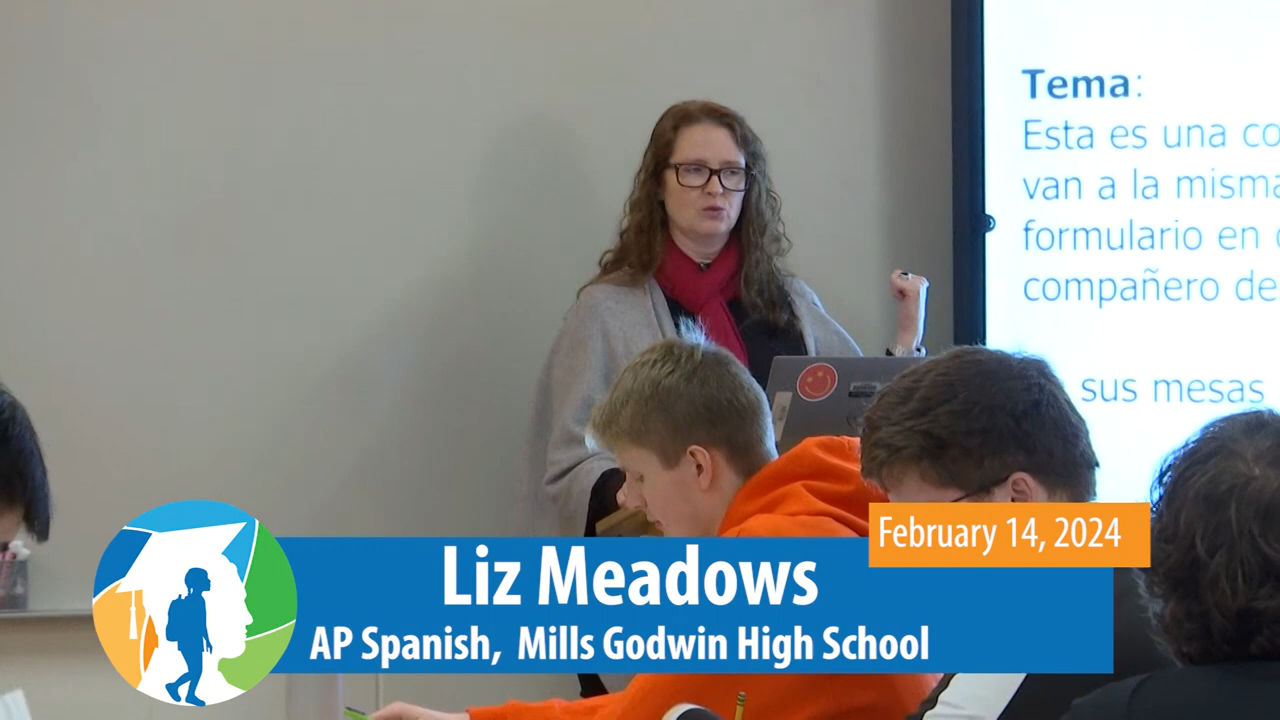 Tema:
Esta es una co
van a la misma
formulario en
compañero de
sus mesas
February 14, 2024
Liz Meadows
AP Spanish, Mills Godwin High School